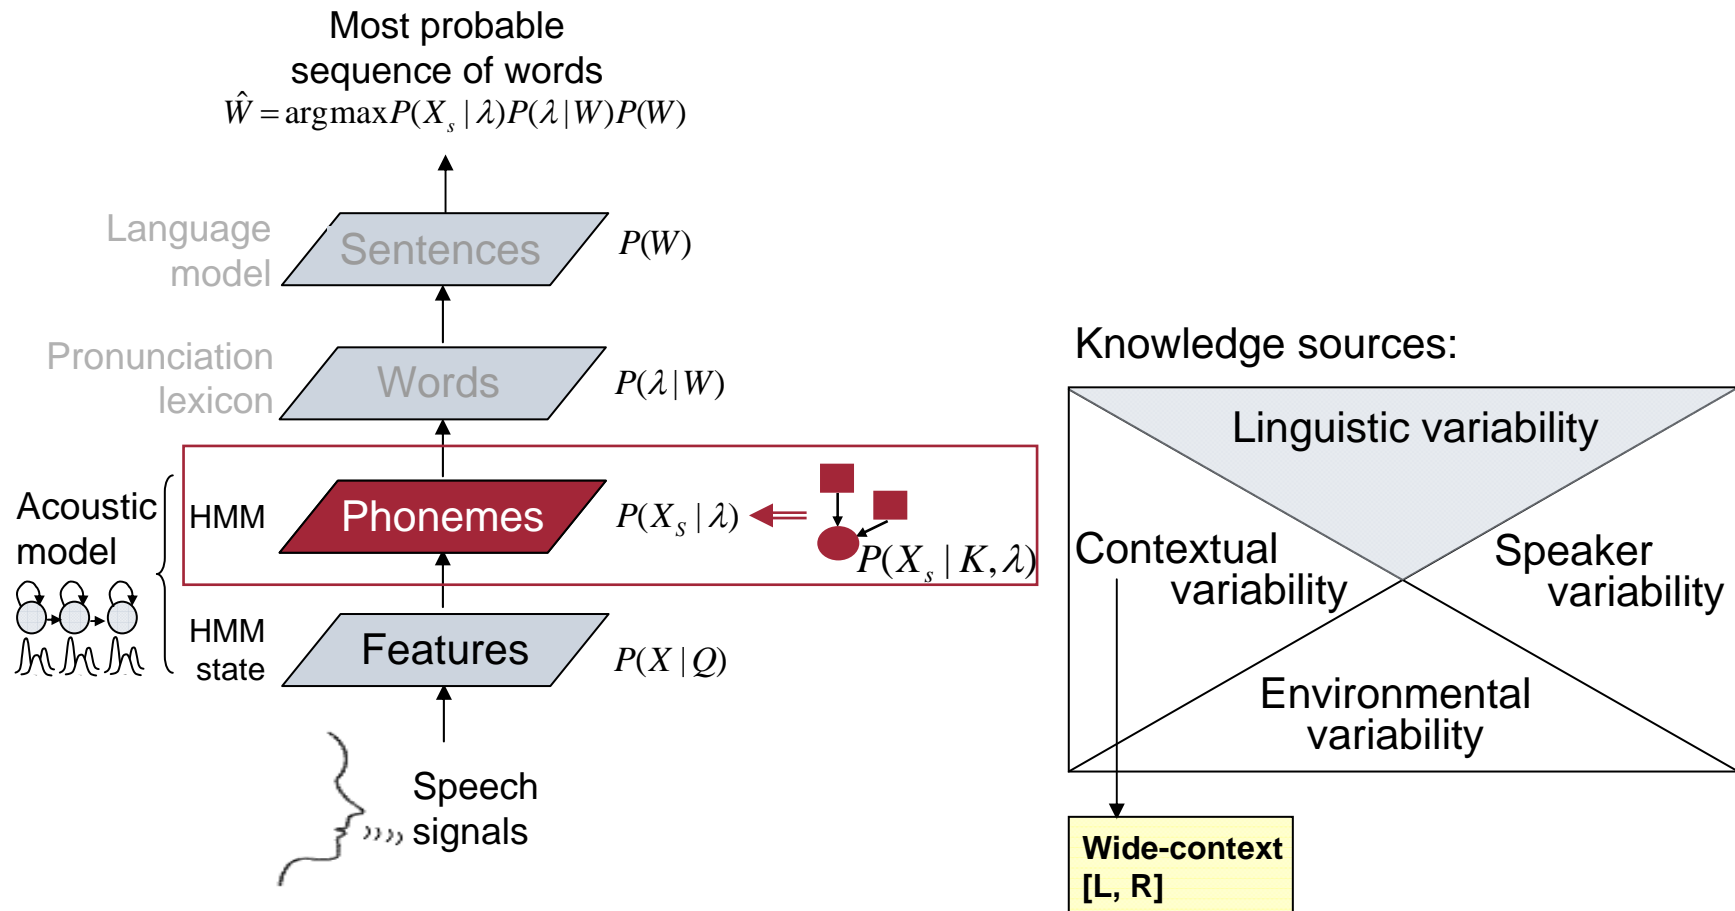 Most probable
sequence of words
Ŵ = argmax P(X_s | λ)P(λ | W)P(W)
Language
model
Sentences
P(W)
Pronunciation
lexicon
Words
P(λ | W)
Acoustic
model
HMM
Phonemes
P(X_S | λ)
P(X_s | K, λ)
HMM
state
Features
P(X | Q)
Speech
signals
Knowledge sources:
Linguistic variability
Contextual
variability
Speaker
variability
Environmental
variability
Wide-context
[L, R]